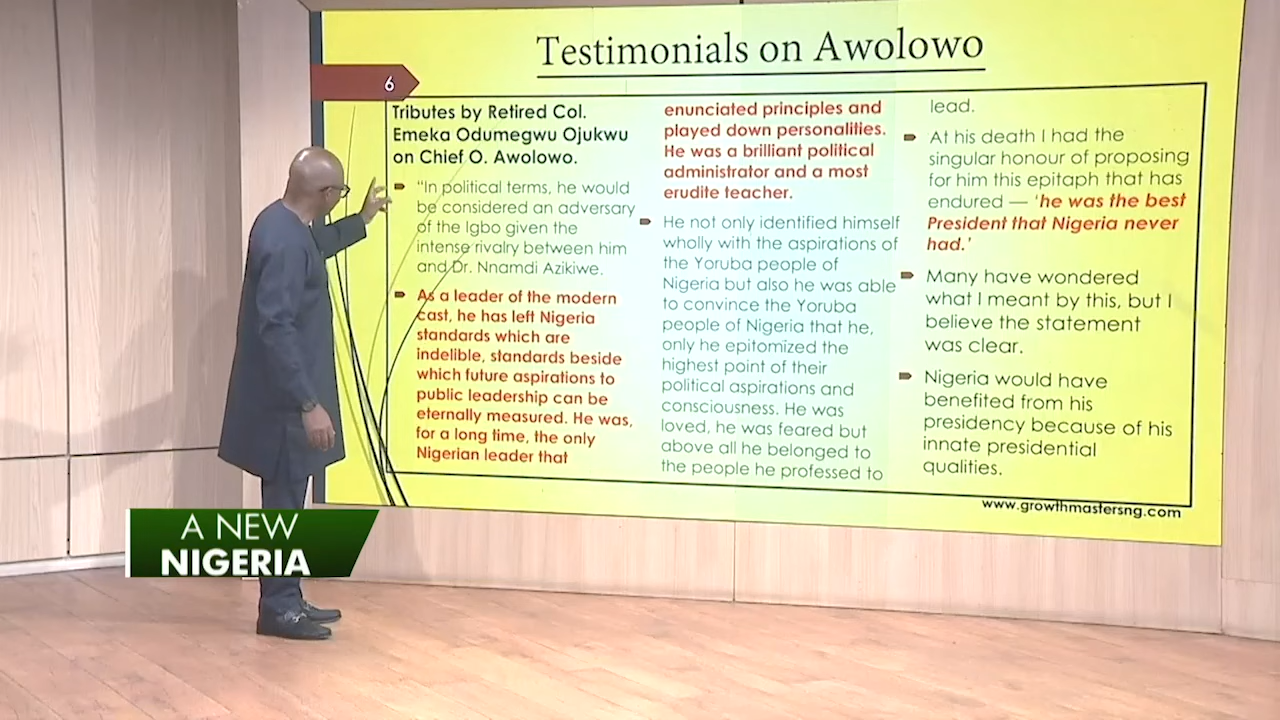 Testimonials on Awolowo
6
Tributes by Retired Col.
Emeka Odumegwu Ojukwu
on Chief O. Awolowo.
"In political terms, he would
be considered an adversary
of the Igbo given the
intense rivalry between him
and Dr. Nnamdi Azikiwe.
As a leader of the modern
cast, he has left Nigeria
standards which are
indelible, standards beside
which future aspirations to
public leadership can be
eternally measured. He was,
for a long time, the only
Nigerian leader that
enunciated principles and
played down personalities.
He was a brilliant political
administrator and a most
erudite teacher.
He not only identified himself
wholly with the aspirations of
the Yoruba people of
Nigeria but also he was able
to convince the Yoruba
people of Nigeria that he,
only he epitomized the
highest point of their
political aspirations and
consciousness. He was
loved, he was feared but
above all he belonged to
the people he professed to
lead.
At his death I had the
singular honour of proposing
for him this epitaph that has
endured — 'he was the best
President that Nigeria never
had.'
Many have wondered
what I meant by this, but I
believe the statement
was clear.
Nigeria would have
benefited from his
presidency because of his
innate presidential
qualities.
www.growthmastersng.com
A NEW
NIGERIA